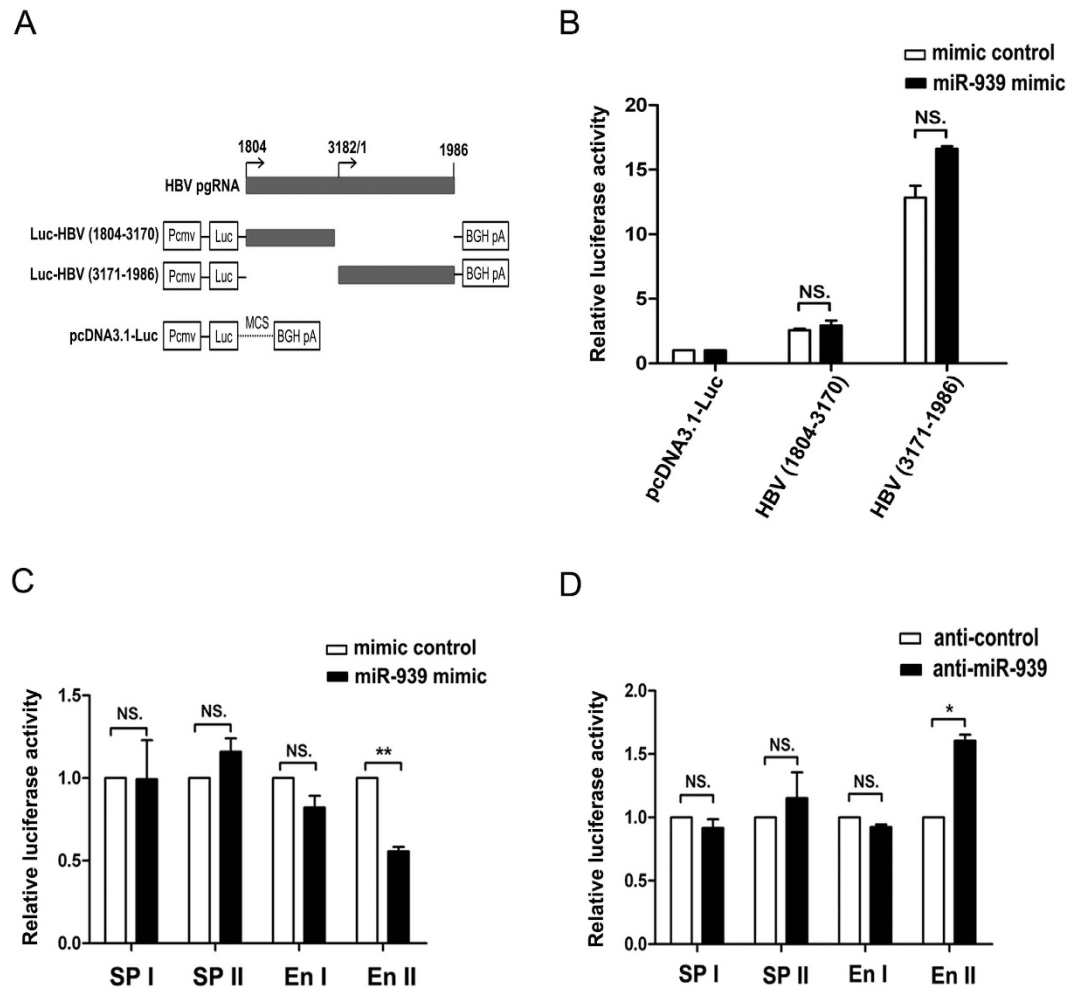 A
1804
3182/1
1986
HBV pgRNA
Luc-HBV (1804-3170)
Pcmv
Luc
BGH pA
Luc-HBV (3171-1986)
Pcmv
Luc
BGH pA
pcDNA3.1-Luc
Pcmv
Luc
MCS
BGH pA
B
mimic control
miR-939 mimic
Relative luciferase activity
20
15
10
5
0
NS.
NS.
pcDNA3.1-Luc
HBV (1804-3170)
HBV (3171-1986)
C
mimic control
miR-939 mimic
Relative luciferase activity
1.5
1.0
0.5
0.0
NS.
NS.
NS.
**
SP I
SP II
En I
En II
D
anti-control
anti-miR-939
Relative luciferase activity
2.0
1.5
1.0
0.5
0.0
NS.
NS.
NS.
*
SP I
SP II
En I
En II